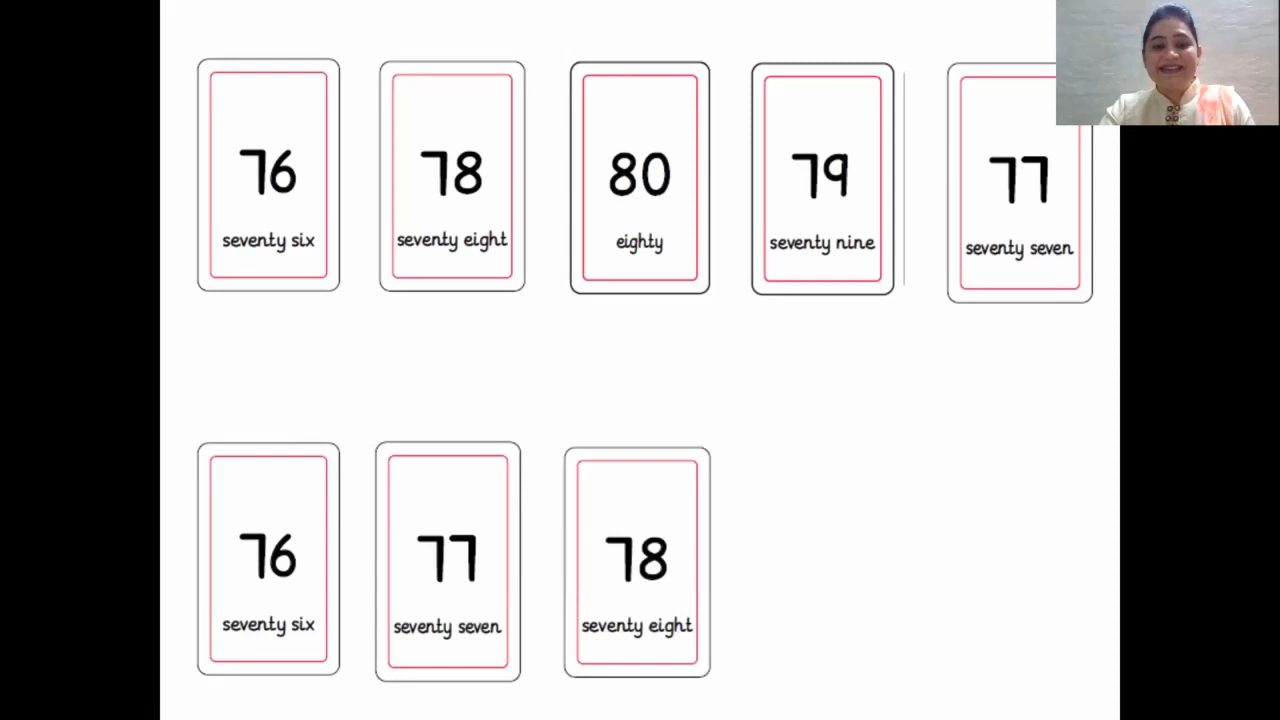 76
seventy six
78
seventy eight
80
eighty
79
seventy nine
77
seventy seven
76
seventy six
77
seventy seven
78
seventy eight